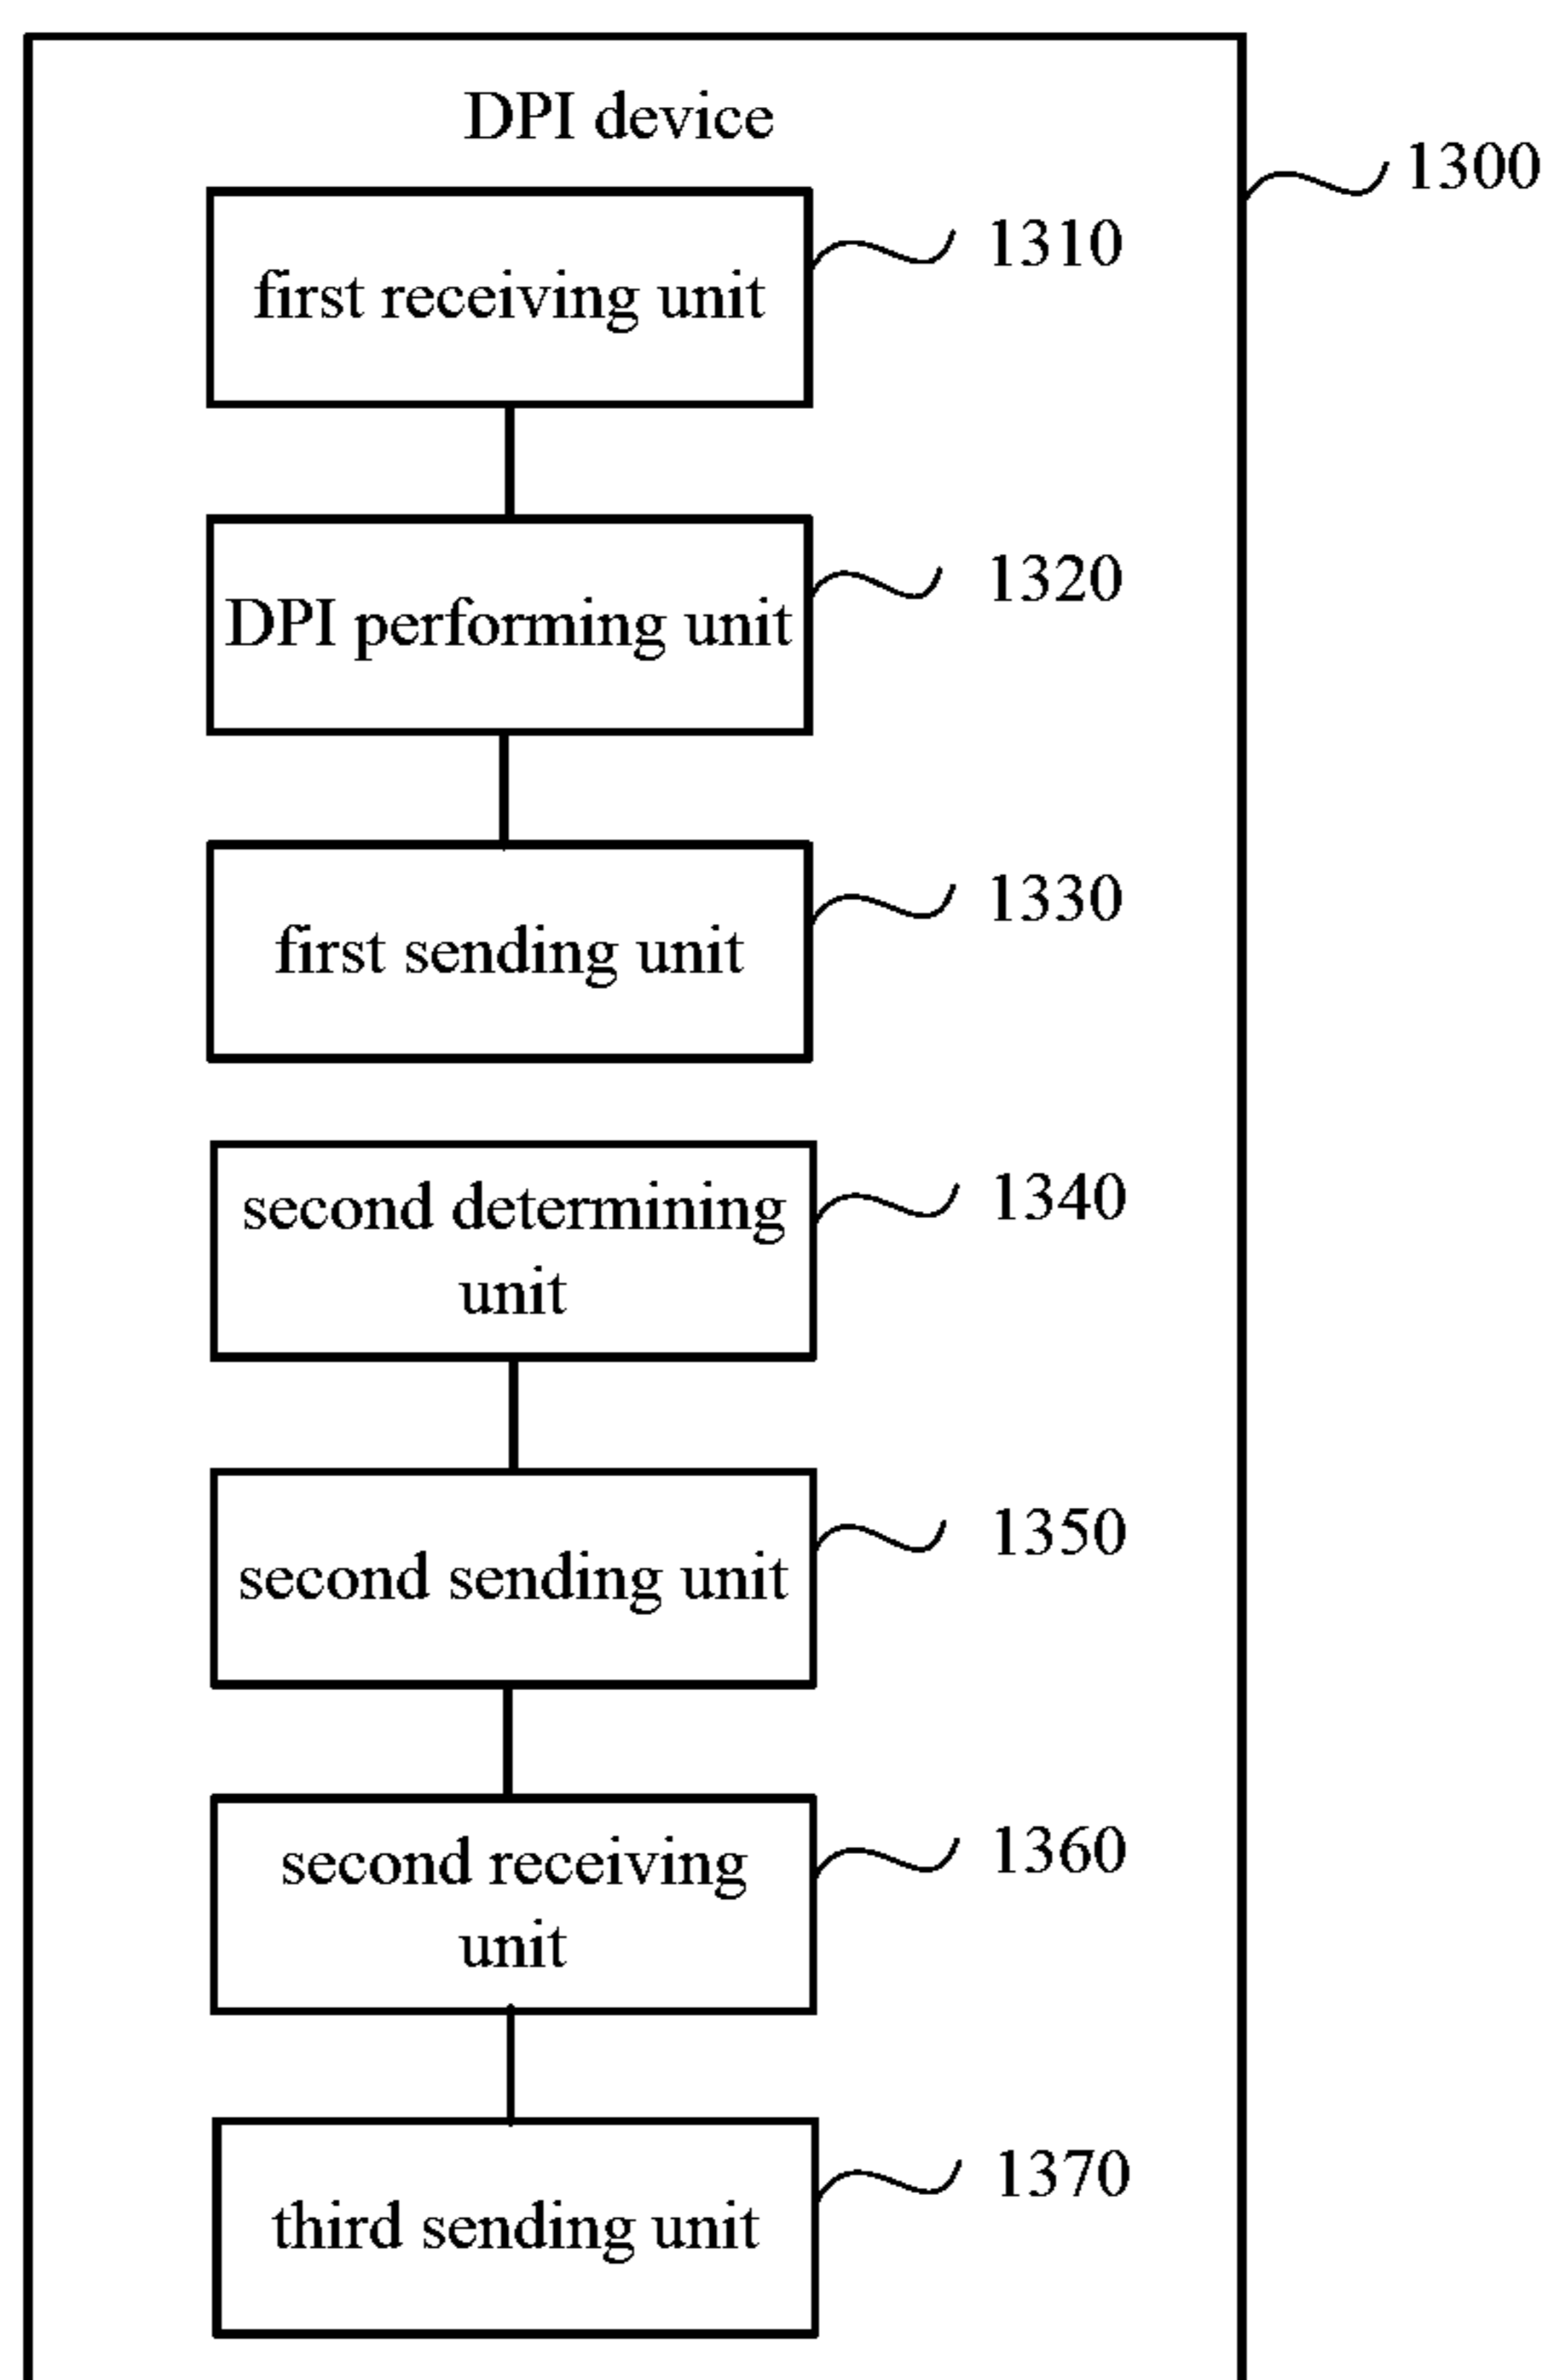 DPI device
1300
1310
first receiving unit
1320
DPI performing unit
1330
first sending unit
1340
second determining
unit
1350
second sending unit
1360
second receiving
unit
1370
third sending unit